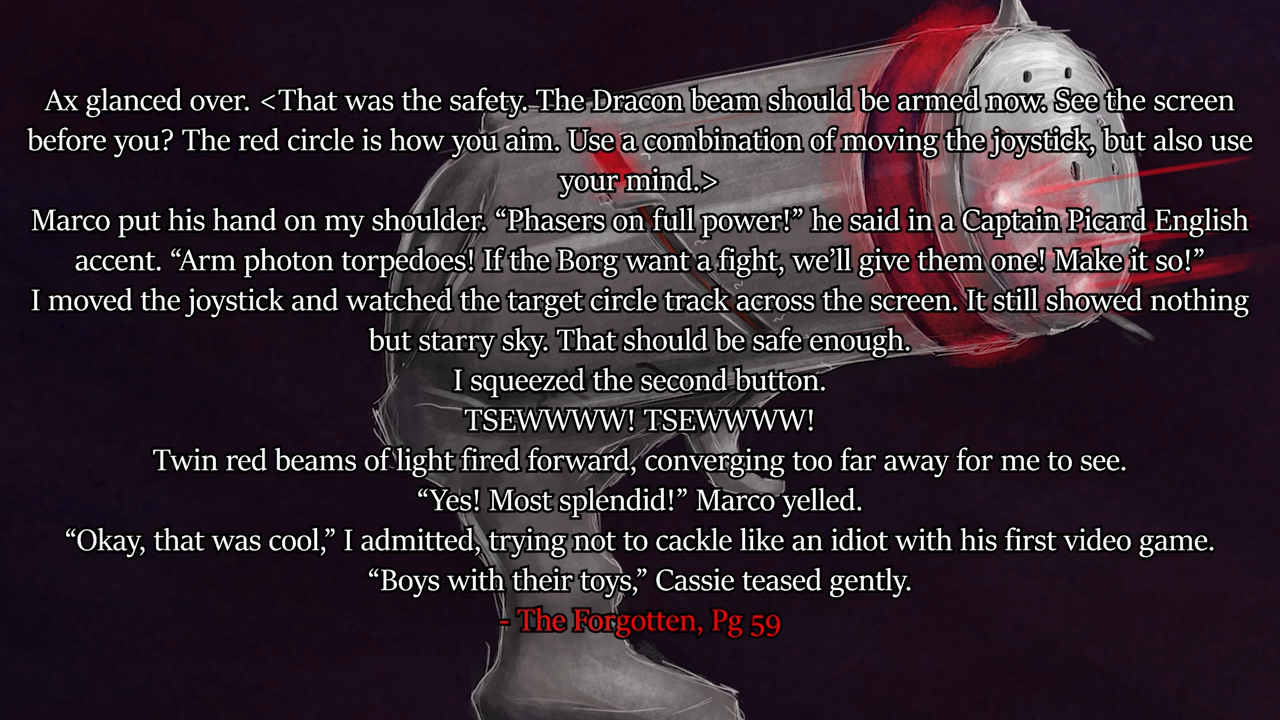 Ax glanced over. <That was the safety. The Dracon beam should be armed now. See the screen
before you? The red circle is how you aim. Use a combination of moving the joystick, but also use
your mind.>
Marco put his hand on my shoulder. “Phasers on full power!” he said in a Captain Picard English
accent. “Arm photon torpedoes! If the Borg want a fight, we’ll give them one! Make it so!”
I moved the joystick and watched the target circle track across the screen. It still showed nothing
but starry sky. That should be safe enough.
I squeezed the second button.
TSEWWWW! TSEWWWW!
Twin red beams of light fired forward, converging too far away for me to see.
“Yes! Most splendid!” Marco yelled.
“Okay, that was cool,” I admitted, trying not to cackle like an idiot with his first video game.
“Boys with their toys,” Cassie teased gently.
- The Forgotten, Pg 59